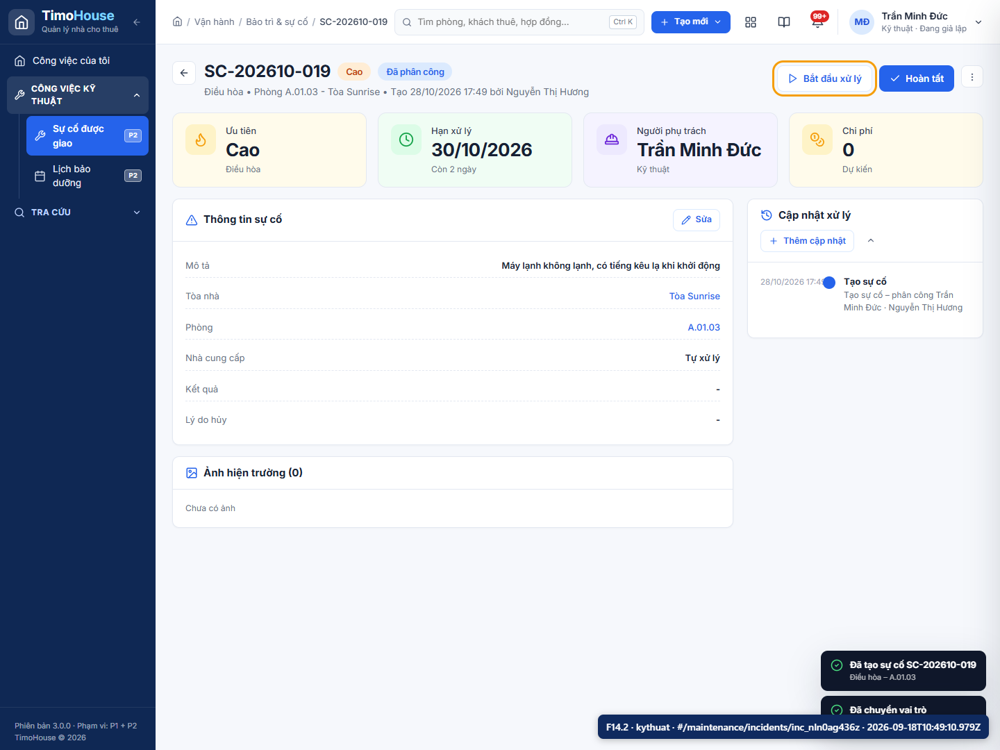 TimoHouse
Quản lý nhà cho thuê
Công việc của tôi
CÔNG VIỆC KỸ
THUẬT
Sự cố được
giao
P2
Lịch bảo
dưỡng
P2
TRA CỨU
Phiên bản 3.0.0 · Phạm vi: P1 + P2
TimoHouse © 2026
/ Vận hành / Bảo trì & sự cố / SC-202610-019
Tìm phòng, khách thuê, hợp đồng...
Ctrl K
Tạo mới
99+
MĐ
Trần Minh Đức
Kỹ thuật · Đang giả lập
SC-202610-019
Cao
Đã phân công
Điều hòa • Phòng A.01.03 - Tòa Sunrise • Tạo 28/10/2026 17:49 bởi Nguyễn Thị Hương
Bắt đầu xử lý
Hoàn tất
Ưu tiên
Cao
Điều hòa
Hạn xử lý
30/10/2026
Còn 2 ngày
Người phụ trách
Trần Minh Đức
Kỹ thuật
Chi phí
0
Dự kiến
Thông tin sự cố
Sửa
Mô tả
Máy lạnh không lạnh, có tiếng kêu lạ khi khởi động
Tòa nhà
Tòa Sunrise
Phòng
A.01.03
Nhà cung cấp
Tự xử lý
Kết quả
-
Lý do hủy
-
Ảnh hiện trường (0)
Chưa có ảnh
Cập nhật xử lý
Thêm cập nhật
28/10/2026 17:49
Tạo sự cố
Tạo sự cố – phân công Trần
Minh Đức · Nguyễn Thị Hương
Đã tạo sự cố SC-202610-019
Điều hòa – A.01.03
Đã chuyển vai trò
F14.2 · kythuat · #/maintenance/incidents/inc_nln0ag436z · 2026-09-18T10:49:10.979Z